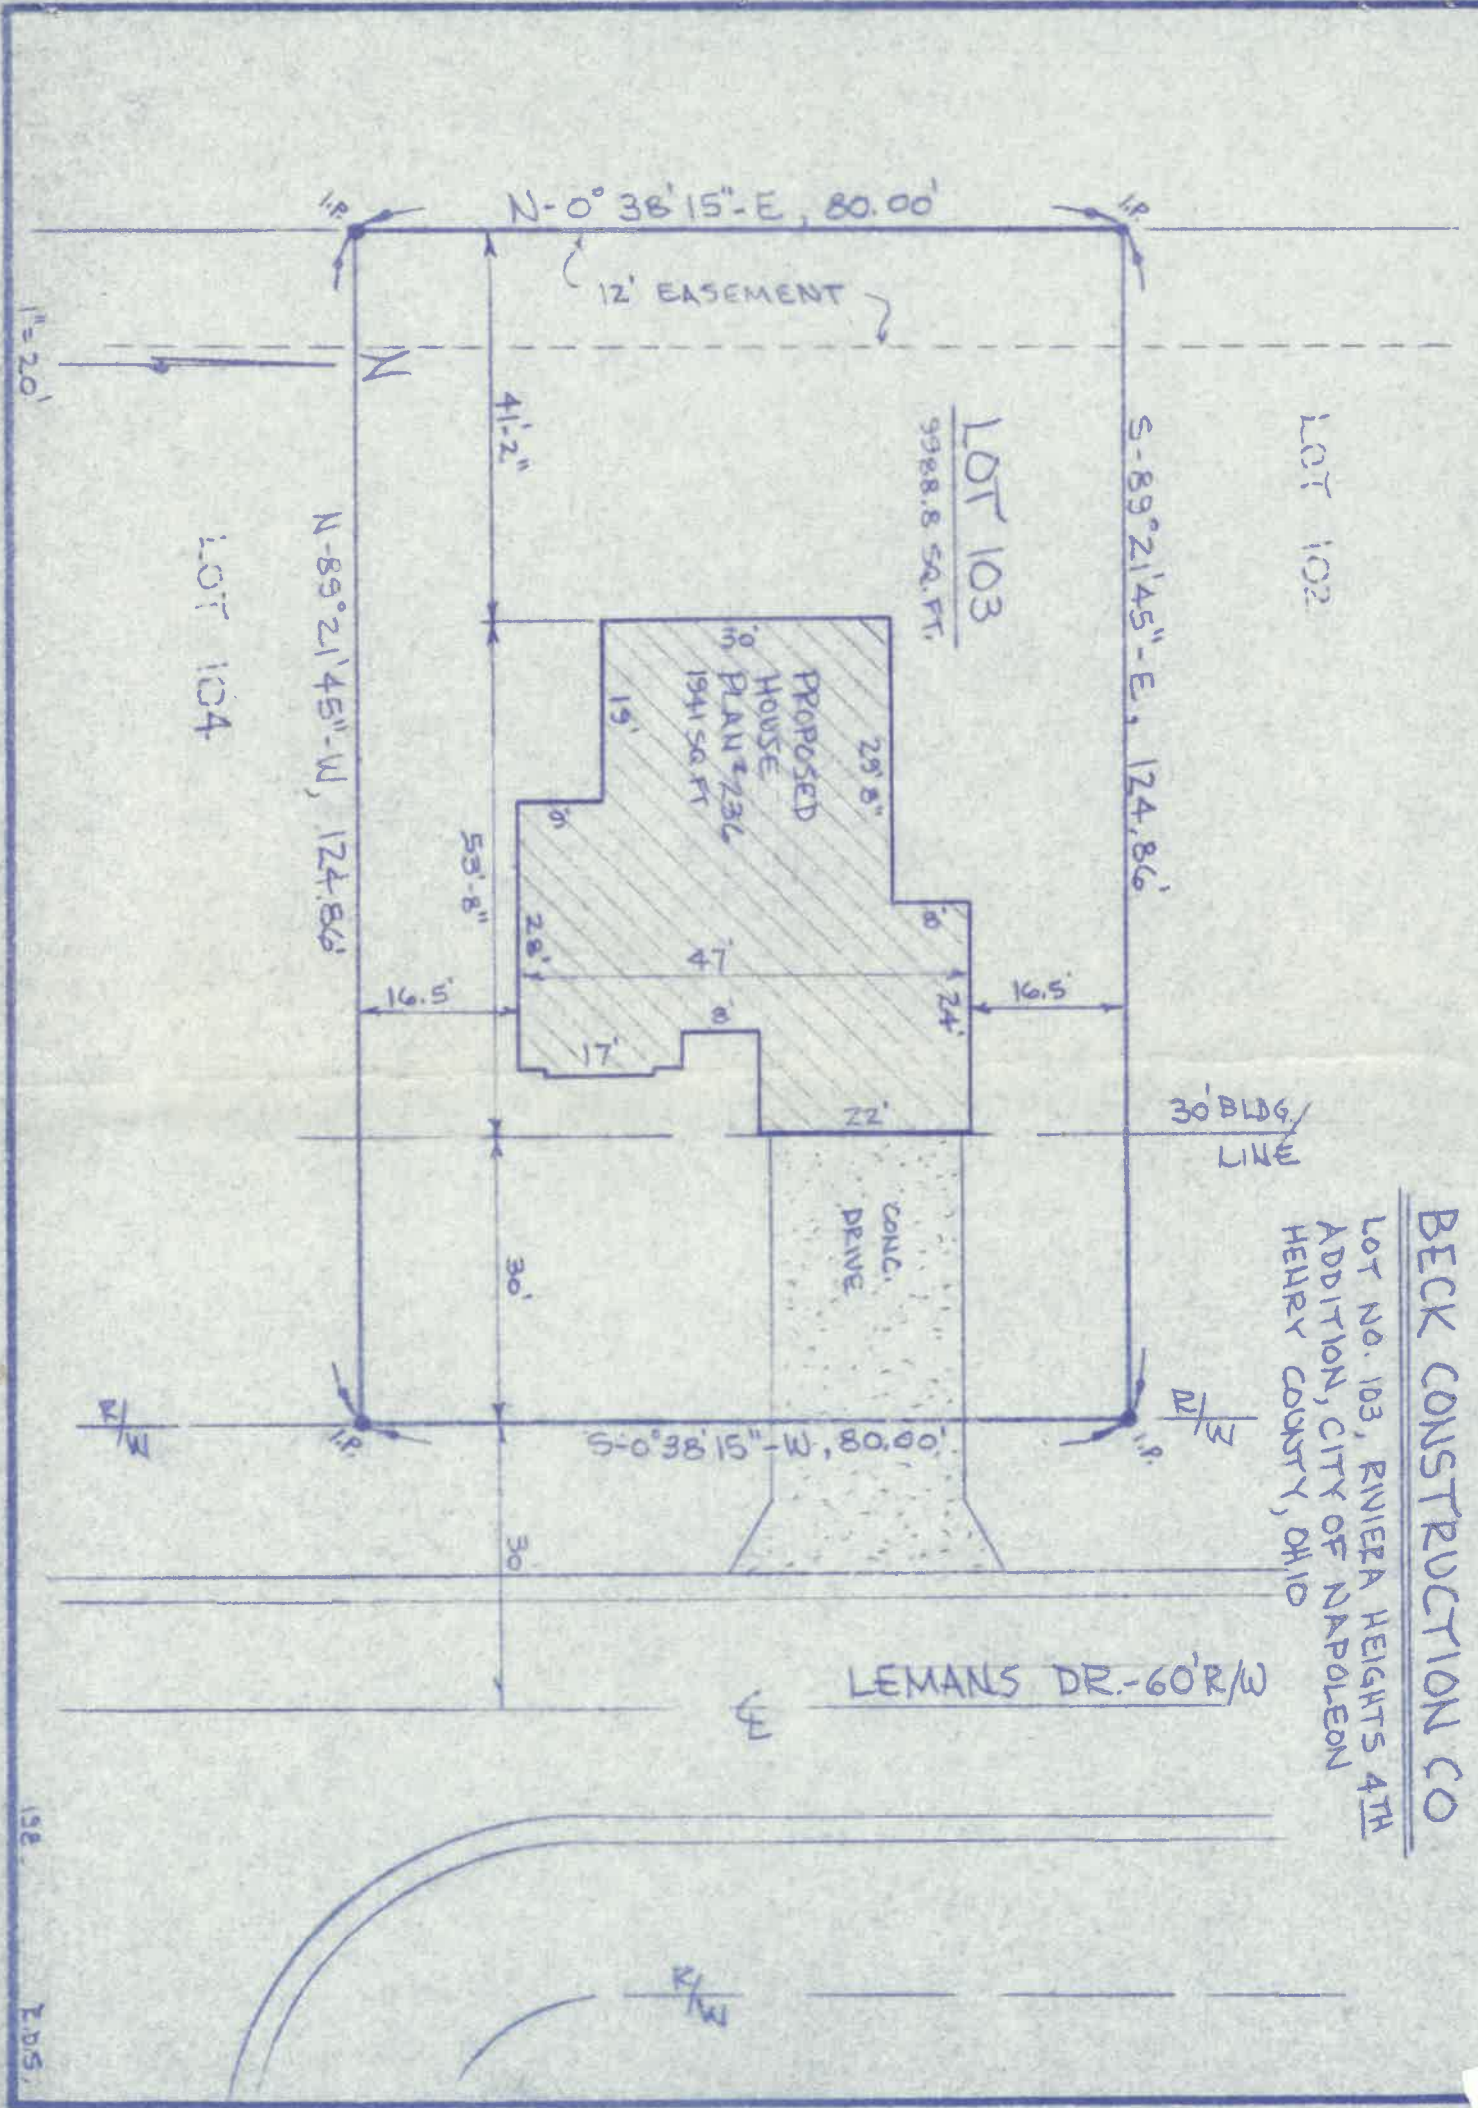 BECK CONSTRUCTION CO
LOT NO. 103, RIVIERA HEIGHTS 4TH
ADDITION, CITY OF NAPOLEON
HENRY COUNTY, OHIO
LOT 102
S-89°21'45"-E, 124.86'
30' BLDG.
LINE
R/W
I.P.
I.P.
N-0°38'15"-E, 80.00'
12' EASEMENT
LOT 103
9988.8 SQ. FT.
16.5'
29'8"
8'
24'
PROPOSED
HOUSE
PLAN #236
1941 SQ. FT
30'
47'
22'
CONC.
DRIVE
8'
17'
19'
9'
28'
41'-2"
53'-8"
30'
30'
16.5'
S-0°38'15"-W, 80.00'
N
I.P.
I.P.
N-89°21'45"-W, 124.86'
LOT 104
R/W
LEMANS DR.-60' R/W
R/W
1"=20'